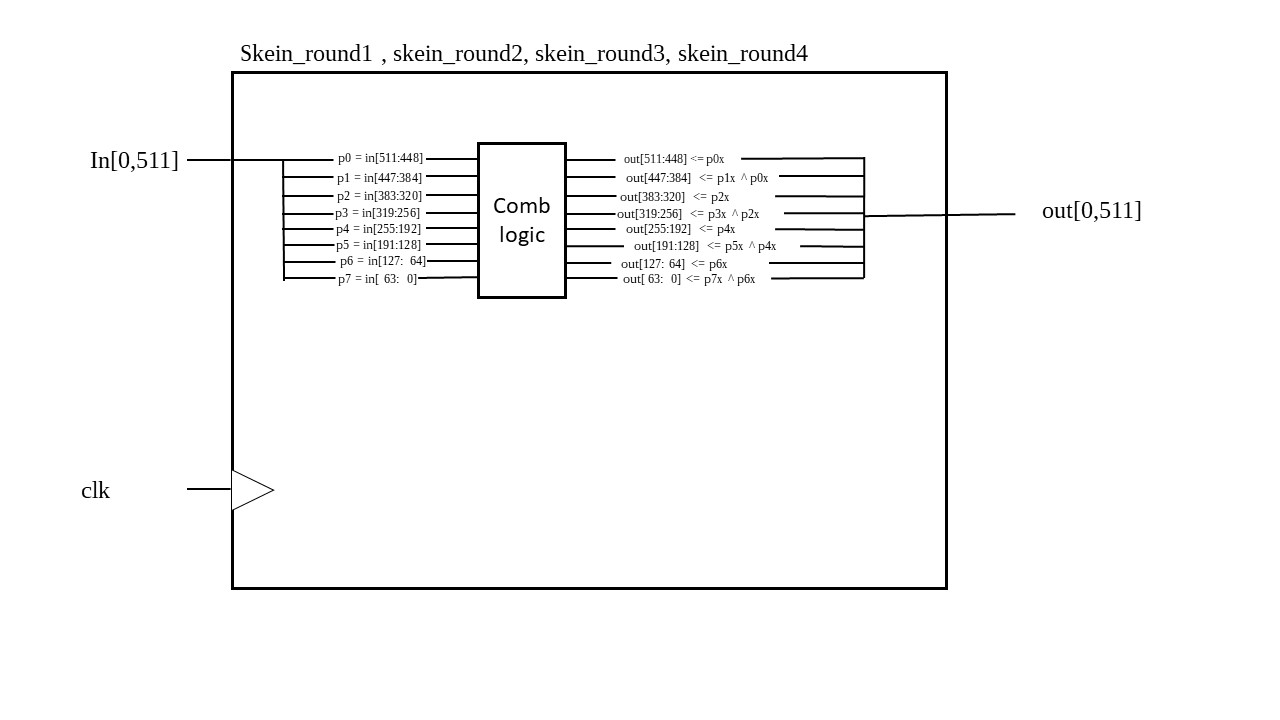 Skein_round1 , skein_round2, skein_round3, skein_round4
In[0,511]
p0 = in[511:448]
p1 = in[447:384]
p2 = in[383:320]
p3 = in[319:256]
p4 = in[255:192]
p5 = in[191:128]
p6 = in[127: 64]
p7 = in[ 63: 0]
Comb
logic
out[511:448] <= p0x
out[447:384] <= p1x ^ p0x
out[383:320] <= p2x
out[319:256] <= p3x ^ p2x
out[255:192] <= p4x
out[191:128] <= p5x ^ p4x
out[127: 64] <= p6x
out[ 63: 0] <= p7x ^ p6x
out[0,511]
clk